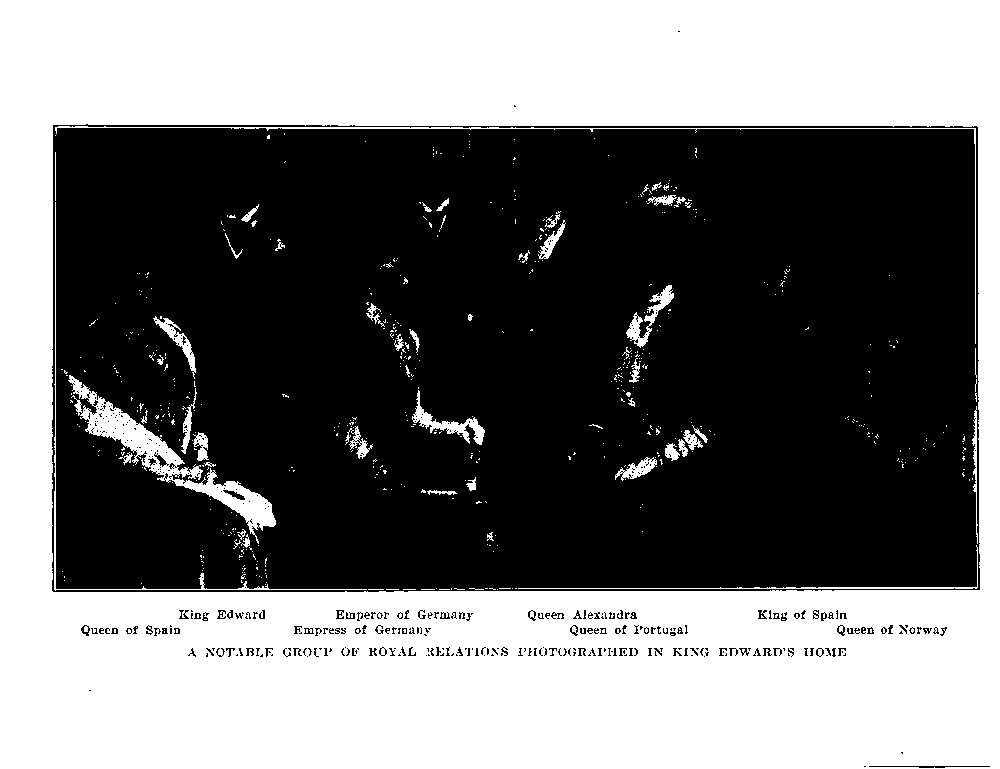 King Edward Emperor of Germany Queen Alexandra King of Spain
Queen of Spain Empress of Germany Queen of Portugal Queen of Norway
A NOTABLE GROUP OF ROYAL RELATIONS PHOTOGRAPHED IN KING EDWARD'S HOME